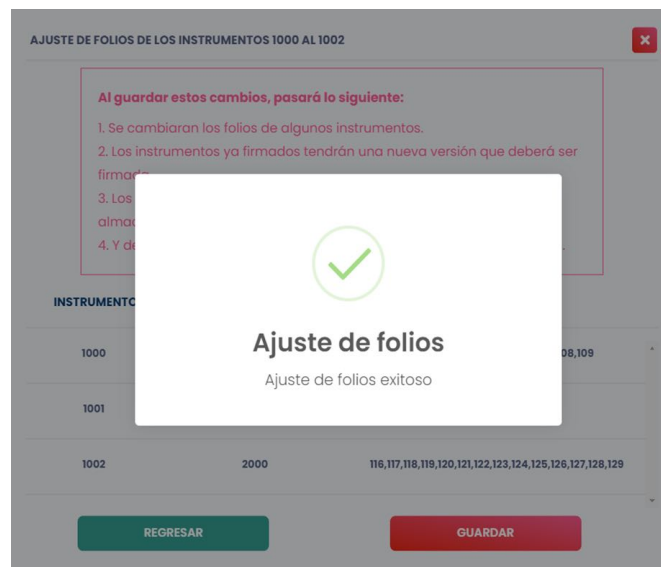 AJUSTE DE FOLIOS DE LOS INSTRUMENTOS 1000 AL 1002
Al guardar estos cambios, pasará lo siguiente:
1. Se cambiaran los folios de algunos instrumentos.
2. Los instrumentos ya firmados tendrán una nueva versión que deberá ser
3. Los
4. Y
Ajuste de folios
Ajuste de folios exitoso
1000
109
1001
1002 2000 116,117,118,119,120,121,122,123,124,125,126,127,128,129
REGRESAR GUARDAR